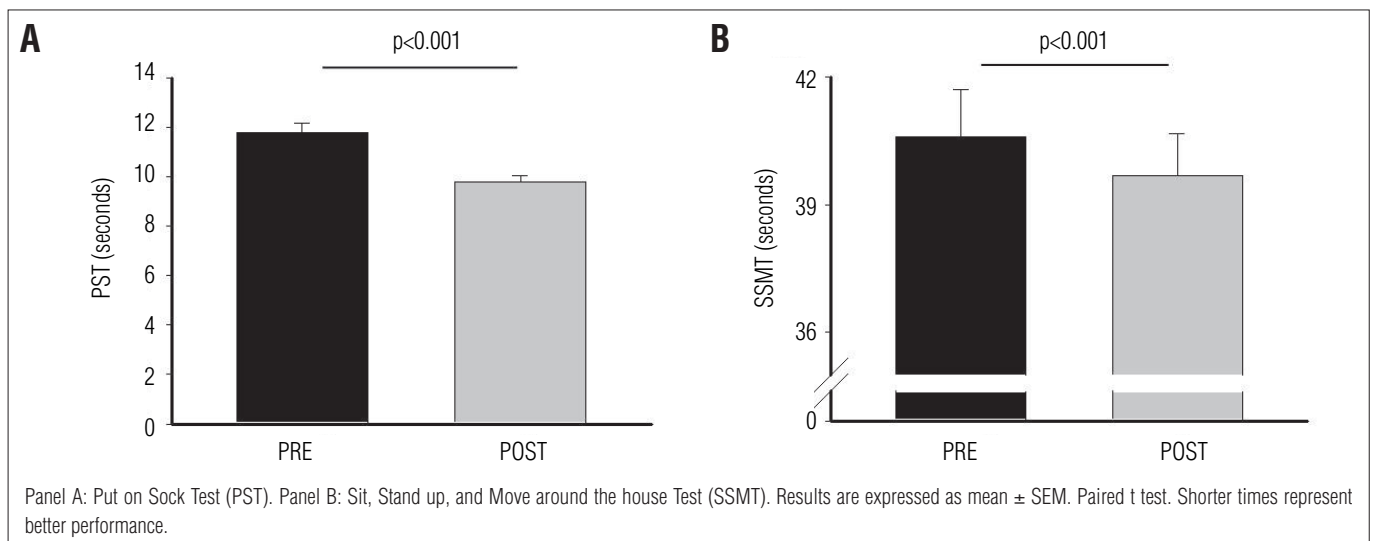 A
p<0.001
14
12
10
8
6
4
2
0
PST (seconds)
PRE POST
B
p<0.001
42
39
36
0
SSMT (seconds)
PRE POST
Panel A: Put on Sock Test (PST). Panel B: Sit, Stand up, and Move around the house Test (SSMT). Results are expressed as mean ± SEM. Paired t test. Shorter times represent
better performance.